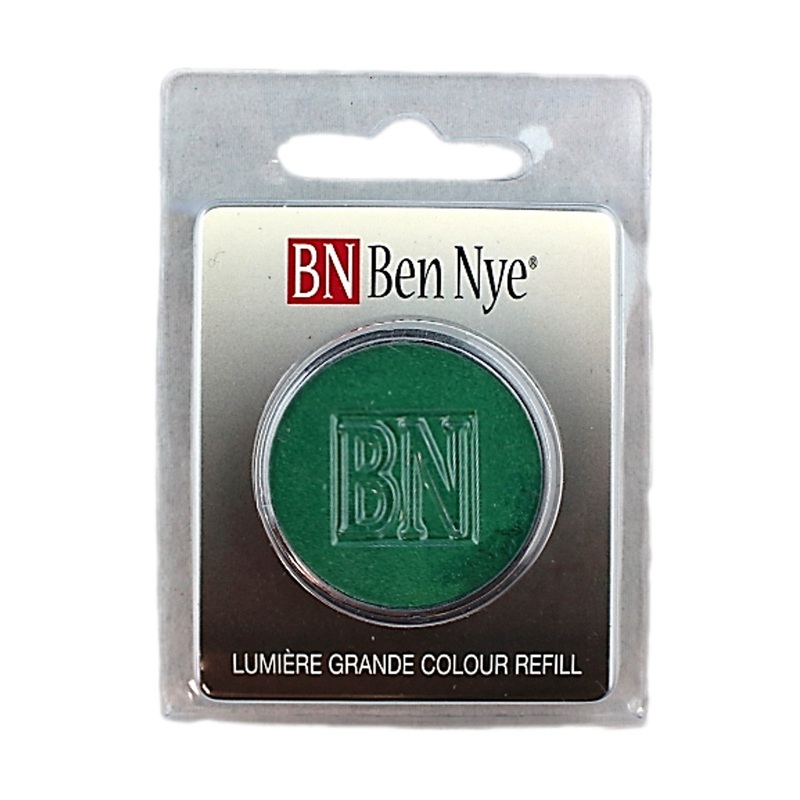 BN Ben Nye®
BN
LUMIÈRE GRANDE COLOUR REFILL